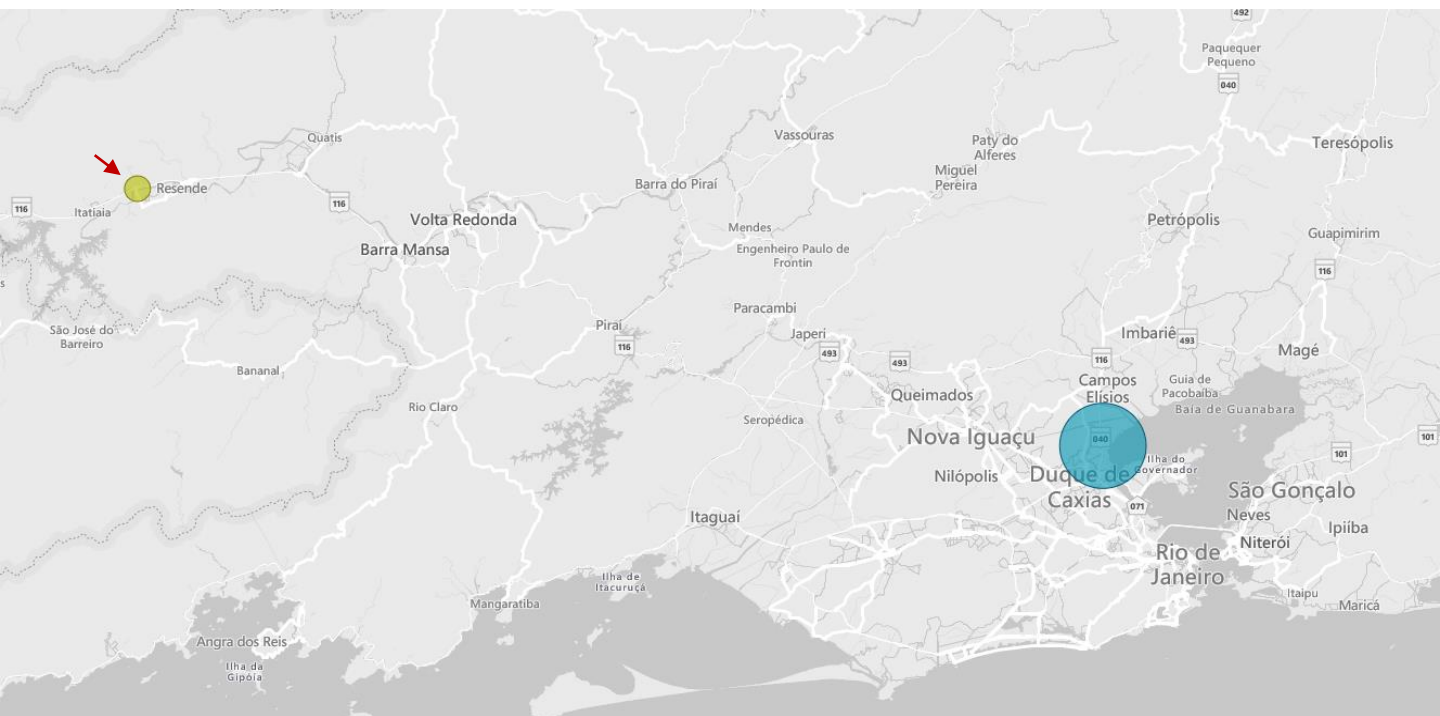 492
Paquequer
Pequeno
040
Quatis
Vassouras
Paty do
Alferes
Teresópolis
Miguel
Pereira
Resende
Barra do Piraí
116
116
Itatiaia
Volta Redonda
Petrópolis
Mendes
Guapimirim
Barra Mansa
Engenheiro Paulo de
Frontin
116
s
Paracambi
São José do
Barreiro
Piraí
Japeri
Imbariê
493
116
493
493
116
Magé
Bananal
Campos
Elísios
Guia de
Pacobaíba
Queimados
Rio Claro
Baía de Guanabara
Seropédica
Nova Iguaçu
040
101
101
Ilha do
Governador
Nilópolis
Duque de
Caxias
São Gonçalo
071
Neves
Itaguaí
Ipiíba
Niterói
Rio de
Janeiro
Ilha de
Itacuruçá
Itaipu
Mangaratiba
Maricá
Angra dos Reis
Ilha da
Gipóia